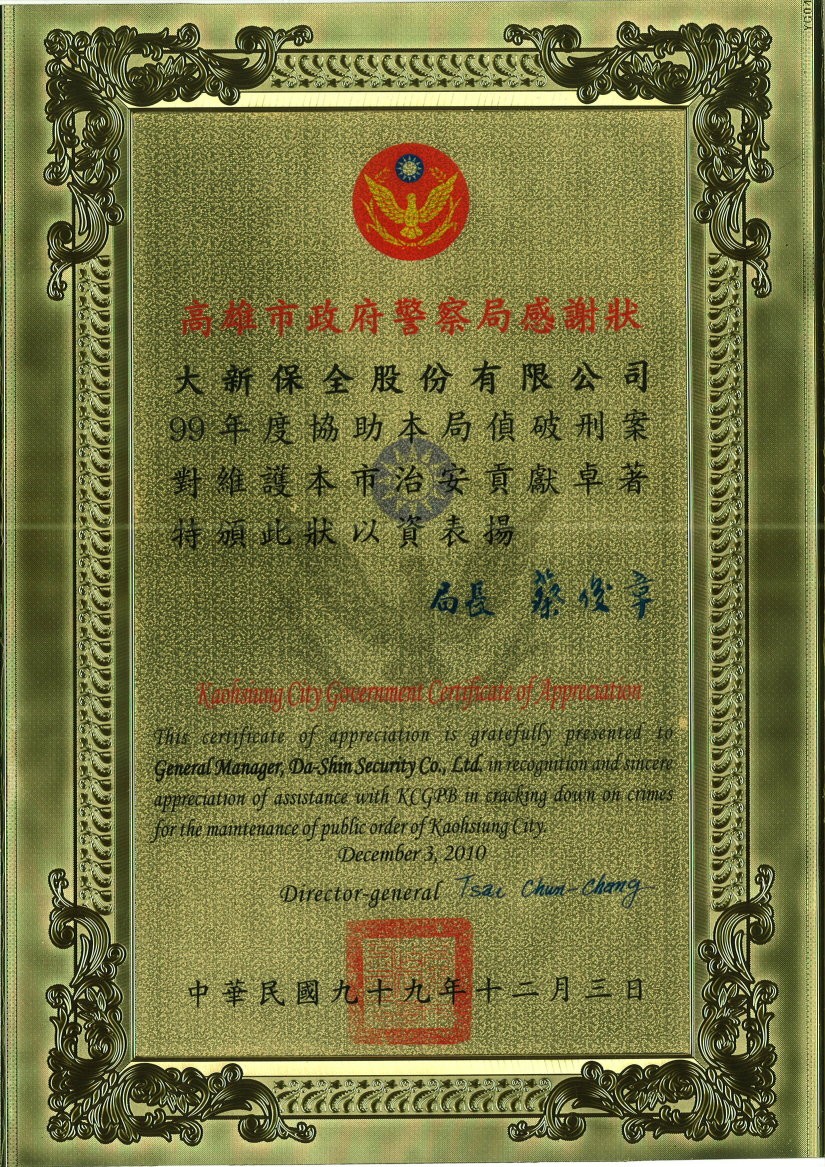 高雄市政府警察局感謝狀
大新保全股份有限公司
99年度協助本局偵破刑案
對維護本市治安貢獻卓著
特頒此狀以資表揚
局長 蔡俊章
Kaohsiung City Government Certificate of Appreciation
This certificate of appreciation is gratefully presented to
General Manager, Da-Shin Security Co., Ltd. in recognition and sincere
appreciation of assistance with KCGPB in cracking down on crimes
for the maintenance of public order of Kaohsiung City.
December 3, 2010
Director-general Tsai Chun-Chang
中華民國九十九年十二月三日